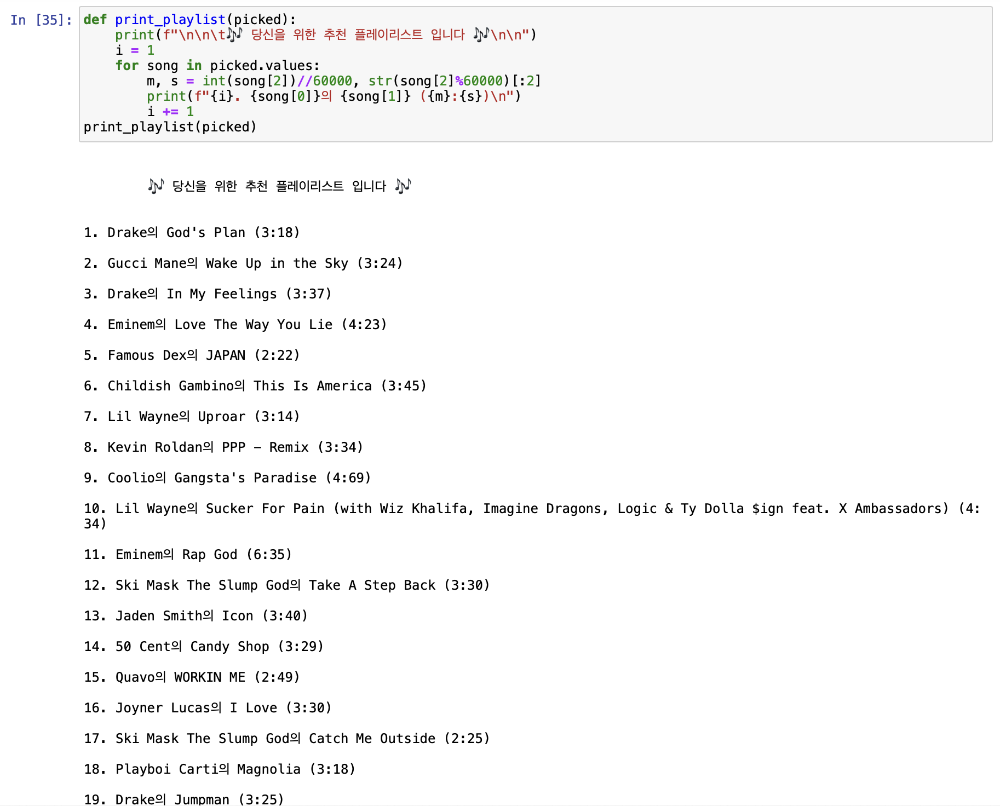 In [35]: def print_playlist(picked):
    print(f"\n\n\t🎶 당신을 위한 추천 플레이리스트 입니다 🎶\n\n")
    i = 1
    for song in picked.values:
        m, s = int(song[2])//60000, str(song[2]%60000)[:2]
        print(f"{i}. {song[0]}의 {song[1]} ({m}:{s})\n")
        i += 1
print_playlist(picked)
🎶 당신을 위한 추천 플레이리스트 입니다 🎶
1. Drake의 God's Plan (3:18)
2. Gucci Mane의 Wake Up in the Sky (3:24)
3. Drake의 In My Feelings (3:37)
4. Eminem의 Love The Way You Lie (4:23)
5. Famous Dex의 JAPAN (2:22)
6. Childish Gambino의 This Is America (3:45)
7. Lil Wayne의 Uproar (3:14)
8. Kevin Roldan의 PPP – Remix (3:34)
9. Coolio의 Gangsta's Paradise (4:69)
10. Lil Wayne의 Sucker For Pain (with Wiz Khalifa, Imagine Dragons, Logic & Ty Dolla $ign feat. X Ambassadors) (4:
34)
11. Eminem의 Rap God (6:35)
12. Ski Mask The Slump God의 Take A Step Back (3:30)
13. Jaden Smith의 Icon (3:40)
14. 50 Cent의 Candy Shop (3:29)
15. Quavo의 WORKIN ME (2:49)
16. Joyner Lucas의 I Love (3:30)
17. Ski Mask The Slump God의 Catch Me Outside (2:25)
18. Playboi Carti의 Magnolia (3:18)
19. Drake의 Jumpman (3:25)